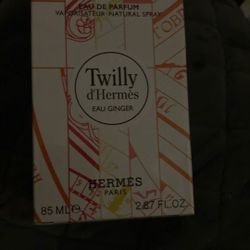 EAU DE PARFUM
VAPORISATEUR-NATURAL SPRAY
Twilly
d'Hermès
EAU GINGER
HERMÈS
PARIS
85 ML℮ 2.87 FL.OZ